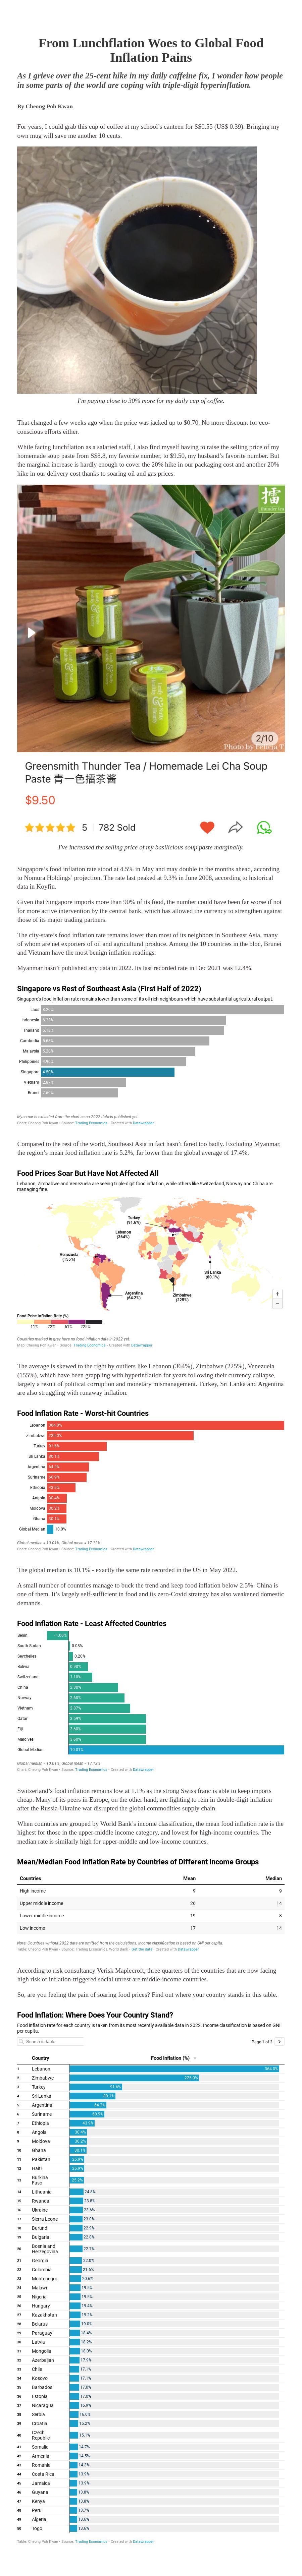 From Lunchflation Woes to Global Food
Inflation Pains
As I grieve over the 25-cent hike in my daily caffeine fix, I wonder how people
in some parts of the world are coping with triple-digit hyperinflation.
By Cheong Poh Kwan
For years, I could grab this cup of coffee at my school's canteen for S$0.55 (US$ 0.39). Bringing my
own mug will save me another 10 cents.
I'm paying close to 30% more for my daily cup of coffee.
That changed a few weeks ago when the price was jacked up to $0.70. No more discount for eco-
conscious efforts either.
While facing lunchflation as a salaried staff, I also find myself having to raise the selling price of my
homemade soup paste from S$8.8, my favorite number, to $9.50, my husband's favorite number. But
the marginal increase is hardly enough to cover the 20% hike in our packaging cost and another 20%
hike in our delivery cost thanks to soaring oil and gas prices.
擂
2/10
Photo by Felicia T
Greensmith Thunder Tea / Homemade Lei Cha Soup
Paste 青一色擂茶酱
$9.50
5 782 Sold
I've increased the selling price of my basilicious soup paste marginally.
Singapore's food inflation rate stood at 4.5% in May and may double in the months ahead, according
to Nomura Holdings' projection. The rate last peaked at 9.3% in June 2008, according to historical
data in Koyfin.
Given that Singapore imports more than 90% of its food, the number could have been far worse if not
for more active intervention by the central bank, which has allowed the currency to strengthen against
those of its major trading partners.
The city-state's food inflation rate remains lower than most of its neighbors in Southeast Asia, many
of whom are net exporters of oil and agricultural produce. Among the 10 countries in the bloc, Brunei
and Vietnam have the most benign inflation readings.
Myanmar hasn't published any data in 2022. Its last recorded rate in Dec 2021 was 12.4%.
Singapore vs Rest of Southeast Asia (First Half of 2022)
Singapore's food inflation rate remains lower than some of its oil-rich neighbours which have substantial agricultural output.
Laos
Indonesia
Thailand
Cambodia
Malaysia
Philippines
Singapore 4.50%
Vietnam
Brunei
Myanmar is excluded from the chart as no 2022 data is published yet.
Chart: Cheong Poh Kwan • Source: Trading Economics • Created with Datawrapper
Compared to the rest of the world, Southeast Asia in fact hasn't fared too badly. Excluding Myanmar,
the region's mean food inflation rate is 5.2%, far lower than the global average of 17.4%.
Food Prices Soar But Have Not Affected All
Lebanon, Zimbabwe and Venezuela are seeing triple-digit food inflation, while others like Switzerland, Norway and China are
managing fine.
Turkey
(91.6%)
Lebanon
(364%)
Venezuela
(155%)
Sri Lanka
(80.1%)
Argentina
(64.2%)
Zimbabwe
(225%)
+
−
Food Price Inflation Rate (%)
11% 22% 61% 225%
Countries marked in grey have no food inflation data in 2022 yet.
Map: Cheong Poh Kwan • Source: Trading Economics • Created with Datawrapper
The average is skewed to the right by outliers like Lebanon (364%), Zimbabwe (225%), Venezuela
(155%), which have been grappling with hyperinflation for years following their currency collapse,
largely a result of political corruption and monetary mismanagement. Turkey, Sri Lanka and Argentina
are also struggling with runaway inflation.
Food Inflation Rate - Worst-hit Countries
Lebanon 364.0%
Zimbabwe 225.0%
Turkey 91.6%
Sri Lanka 80.1%
Argentina 64.2%
Suriname 60.9%
Ethiopia 43.9%
Angola 30.4%
Moldova 30.2%
Ghana 30.1%
Global Median 10.0%
Global median = 10.01%, Global mean = 17.12%
Chart: Cheong Poh Kwan • Source: Trading Economics • Created with Datawrapper
The global median is 10.1% - exactly the same rate recorded in the US in May 2022.
A small number of countries manage to buck the trend and keep food inflation below 2.5%. China is
one of them. It's largely self-sufficient in food and its zero-Covid strategy has also weakened domestic
demands.
Food Inflation Rate - Least Affected Countries
Benin
South Sudan 0.08%
Seychelles 0.20%
Bolivia
Switzerland
China
Norway
Vietnam
Qatar
Fiji
Maldives
Global Median 10.01%
Global median = 10.01%, Global mean = 17.12%
Chart: Cheong Poh Kwan • Source: Trading Economics • Created with Datawrapper
Switzerland's food inflation remains low at 1.1% as the strong Swiss franc is able to keep imports
cheap. Many of its peers in Europe, on the other hand, are fighting to rein in double-digit inflation
after the Russia-Ukraine war disrupted the global commodities supply chain.
When countries are grouped by World Bank's income classification, the mean food inflation rate is the
highest for those in the upper-middle income category, and lowest for high-income countries. The
median rate is similarly high for upper-middle and low-income countries.
Mean/Median Food Inflation Rate by Countries of Different Income Groups
Countries Mean Median
High income 9 9
Upper middle income 26 14
Lower middle income 19 8
Low income 17 14
Note: Countries without 2022 data are omitted from the calculations. Income classification is based on GNI per capita.
Table: Cheong Poh Kwan • Source: Trading Economics, World Bank • Get the data • Created with Datawrapper
According to risk consultancy Verisk Maplecroft, three quarters of the countries that are now facing
high risk of inflation-triggered social unrest are middle-income countries.
So, are you feeling the pain of soaring food prices? Find out where your country stands in this table.
Food Inflation: Where Does Your Country Stand?
Food inflation rate for each country is taken from its most recently available data in 2022. Income classification is based on GNI
per capita.
Search in table Page 1 of 3 >
Country Food Inflation (%)
1 Lebanon 364.0%
2 Zimbabwe 225.0%
3 Turkey 91.6%
4 Sri Lanka 80.1%
5 Argentina 64.2%
6 Suriname 60.9%
7 Ethiopia 43.9%
8 Angola 30.4%
9 Moldova 30.2%
10 Ghana 30.1%
11 Pakistan 25.9%
12 Haiti 25.9%
13 Burkina
Faso 25.2%
14 Lithuania 24.8%
15 Rwanda 23.8%
16 Ukraine 23.6%
17 Sierra Leone 23.0%
18 Burundi 22.9%
19 Bulgaria 22.8%
20 Bosnia and
Herzegovina 22.7%
21 Georgia 22.0%
22 Colombia 21.6%
23 Montenegro 20.6%
24 Malawi 19.5%
25 Nigeria 19.5%
26 Hungary 19.4%
27 Kazakhstan 19.2%
28 Belarus 19.0%
29 Paraguay 18.4%
30 Latvia 18.2%
31 Mongolia 18.0%
32 Azerbaijan 17.9%
33 Chile 17.1%
34 Kosovo 17.1%
35 Barbados 17.0%
36 Estonia 17.0%
37 Nicaragua 16.9%
38 Serbia 16.0%
39 Croatia 15.2%
40 Czech
Republic 15.1%
41 Somalia 14.7%
42 Armenia 14.5%
43 Romania 14.3%
44 Costa Rica 13.9%
45 Jamaica 13.9%
46 Guyana 13.8%
47 Kenya 13.8%
48 Peru 13.7%
49 Algeria 13.6%
50 Togo 13.6%
Table: Cheong Poh Kwan • Source: Trading Economics • Created with Datawrapper